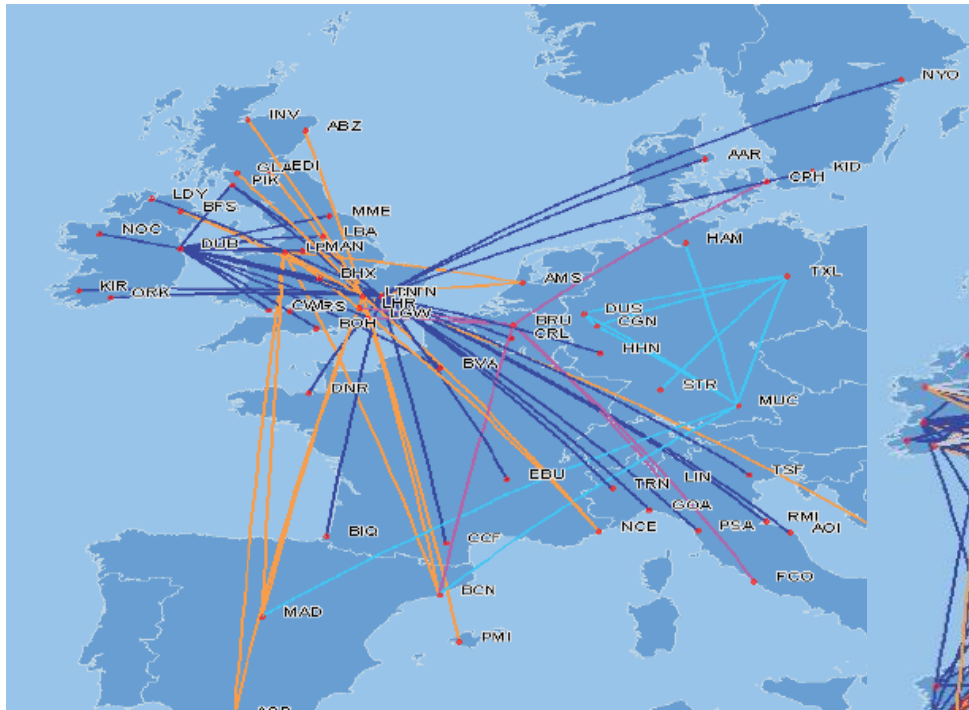 NYO
INV
ABZ
AAR
KID
CPH
EDI
PIK
LDY
BFS
MME
NOC
LBA
DUB
MAN
HAM
BHX
TXL
KIR
ORK
AMS
LHR
LGW
DUS
BRU
CGN
BOH
CRL
HHN
BVA
DNR
STR
MUC
EBU
TRN
LIN
TSF
GOA
NCE
PSA
RMI
AOI
BIQ
CCF
BCN
FCO
MAD
PMI